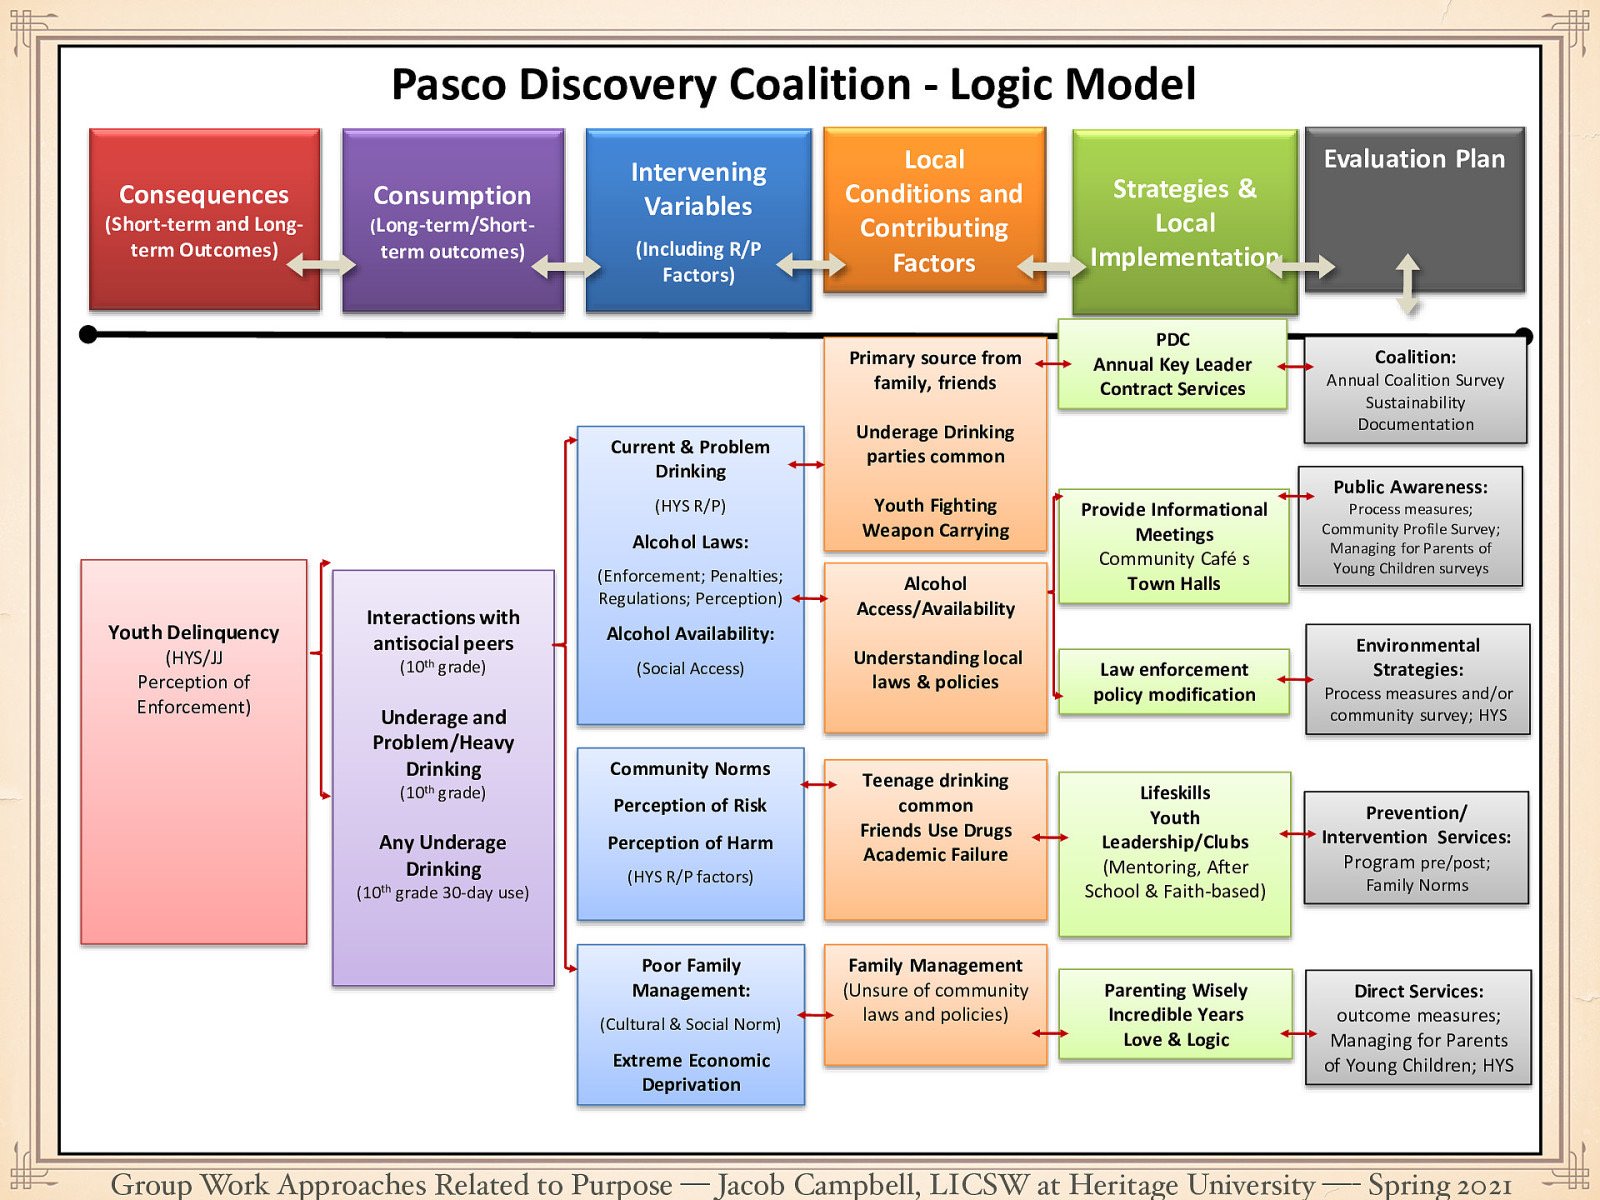 Pasco Discovery Coalition - Logic Model
Consequences
(Short-term and Long-
term Outcomes)
Consumption
(Long-term/Short-
term outcomes)
Intervening
Variables
(Including R/P
Factors)
Local
Conditions and
Contributing
Factors
Strategies &
Local
Implementation
Evaluation Plan
Youth Delinquency
(HYS/JJ
Perception of
Enforcement)
Interactions with
antisocial peers
(10th grade)
Underage and
Problem/Heavy
Drinking
(10th grade)
Any Underage
Drinking
(10th grade 30-day use)
Current & Problem
Drinking
(HYS R/P)
Alcohol Laws:
(Enforcement; Penalties;
Regulations; Perception)
Alcohol Availability:
(Social Access)
Community Norms
Perception of Risk
Perception of Harm
(HYS R/P factors)
Poor Family
Management:
(Cultural & Social Norm)
Extreme Economic
Deprivation
Primary source from
family, friends
Underage Drinking
parties common
Youth Fighting
Weapon Carrying
Alcohol
Access/Availability
Understanding local
laws & policies
Teenage drinking
common
Friends Use Drugs
Academic Failure
Family Management
(Unsure of community
laws and policies)
PDC
Annual Key Leader
Contract Services
Provide Informational
Meetings
Community Café s
Town Halls
Law enforcement
policy modification
Lifeskills
Youth
Leadership/Clubs
(Mentoring, After
School & Faith-based)
Parenting Wisely
Incredible Years
Love & Logic
Coalition:
Annual Coalition Survey
Sustainability
Documentation
Public Awareness:
Process measures;
Community Profile Survey;
Managing for Parents of
Young Children surveys
Environmental
Strategies:
Process measures and/or
community survey; HYS
Prevention/
Intervention Services:
Program pre/post;
Family Norms
Direct Services:
outcome measures;
Managing for Parents
of Young Children; HYS
Group Work Approaches Related to Purpose — Jacob Campbell, LICSW at Heritage University —- Spring 2021